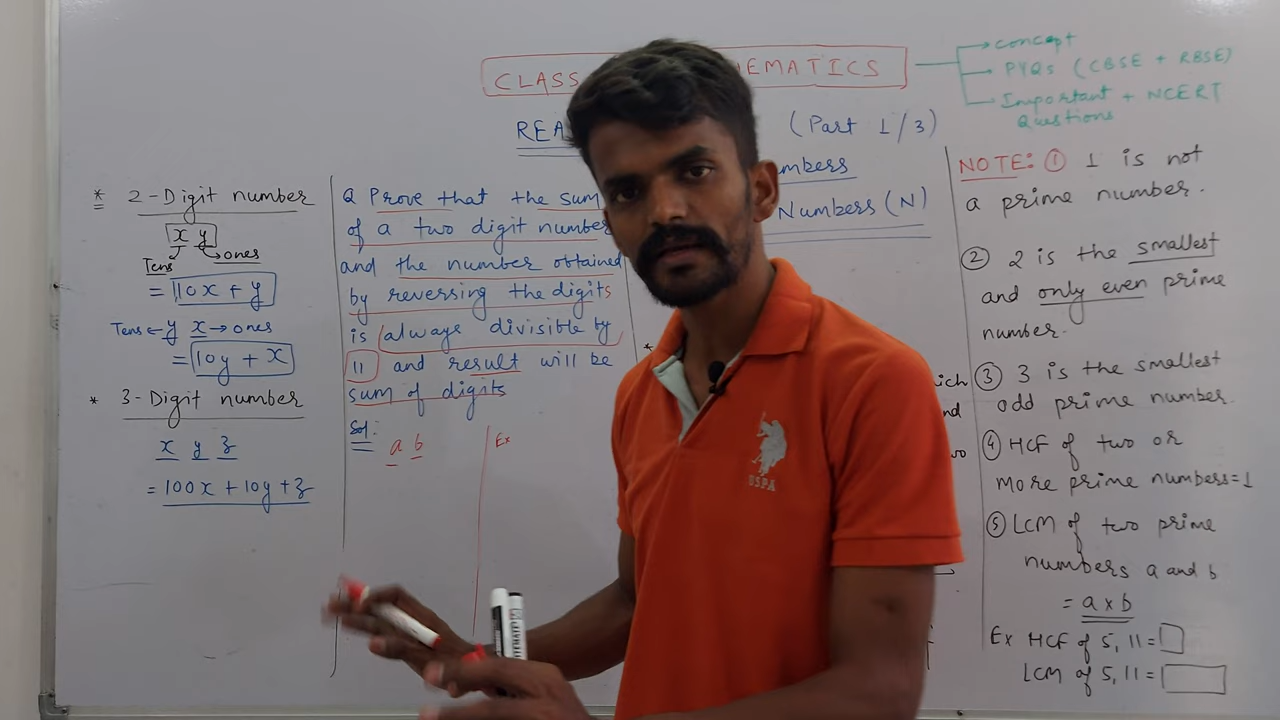 CLASS EMATICS
→ concept
→ PYQs (CBSE + RBSE)
→ Important + NCERT
Questions
REA (Part 1/3)
mbers
Numbers (N)
* 2-Digit number
x y
Tens ones
= 10x + y
Tens ← y x → ones
= 10y + x
* 3-Digit number
x y z
= 100x + 10y + z
Q Prove that the sum
of a two digit number
and the number obtained
by reversing the digits
is always divisible by
11 and result will be
sum of digits
Sol:
a b
Ex
*
ich
nd
wo
NOTE: ① 1 is not
a prime number.
② 2 is the smallest
and only even prime
number.
③ 3 is the smallest
odd prime number.
④ HCF of two or
more prime numbers=1
⑤ LCM of two prime
numbers a and b
= a x b
Ex HCF of 5, 11 =
LCM of 5, 11 =
USPA